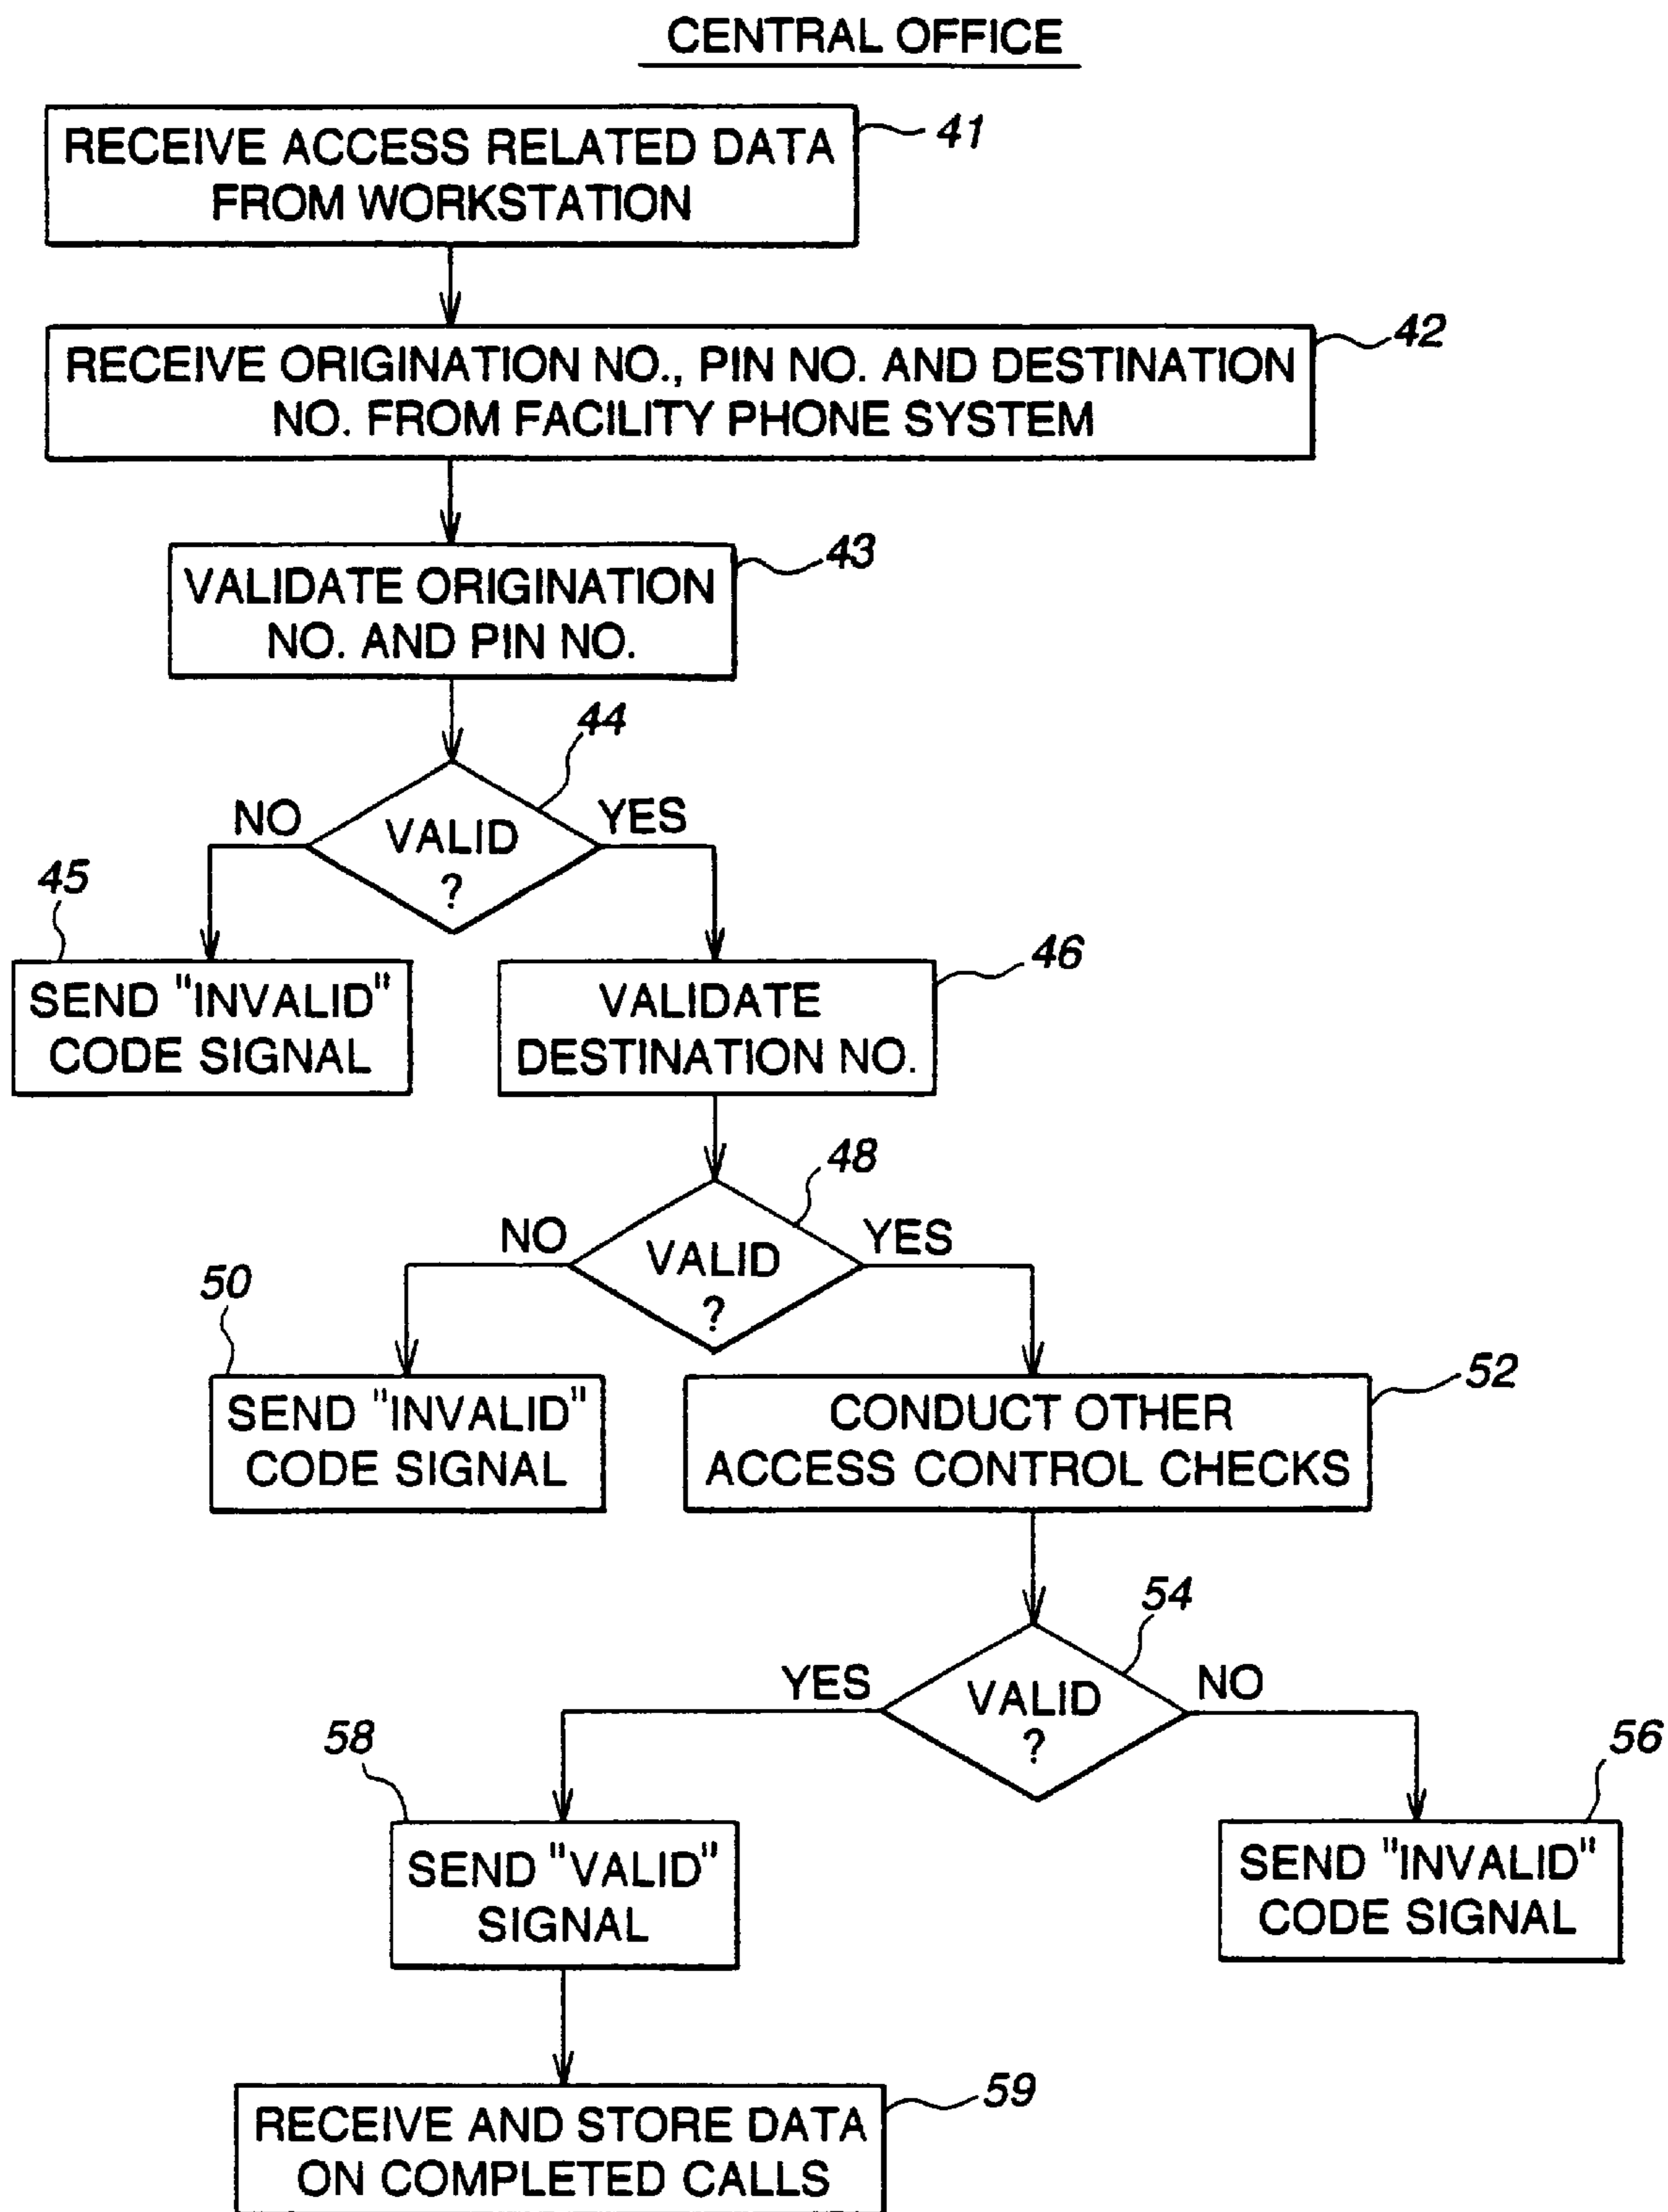 CENTRAL OFFICE
RECEIVE ACCESS RELATED DATA
FROM WORKSTATION
41
RECEIVE ORIGINATION NO., PIN NO. AND DESTINATION
NO. FROM FACILITY PHONE SYSTEM
42
VALIDATE ORIGINATION
NO. AND PIN NO.
43
44
NO
VALID
?
YES
45
SEND "INVALID"
CODE SIGNAL
46
VALIDATE
DESTINATION NO.
48
NO
VALID
?
YES
50
SEND "INVALID"
CODE SIGNAL
52
CONDUCT OTHER
ACCESS CONTROL CHECKS
54
YES
VALID
?
NO
58
SEND "VALID"
SIGNAL
56
SEND "INVALID"
CODE SIGNAL
59
RECEIVE AND STORE DATA
ON COMPLETED CALLS